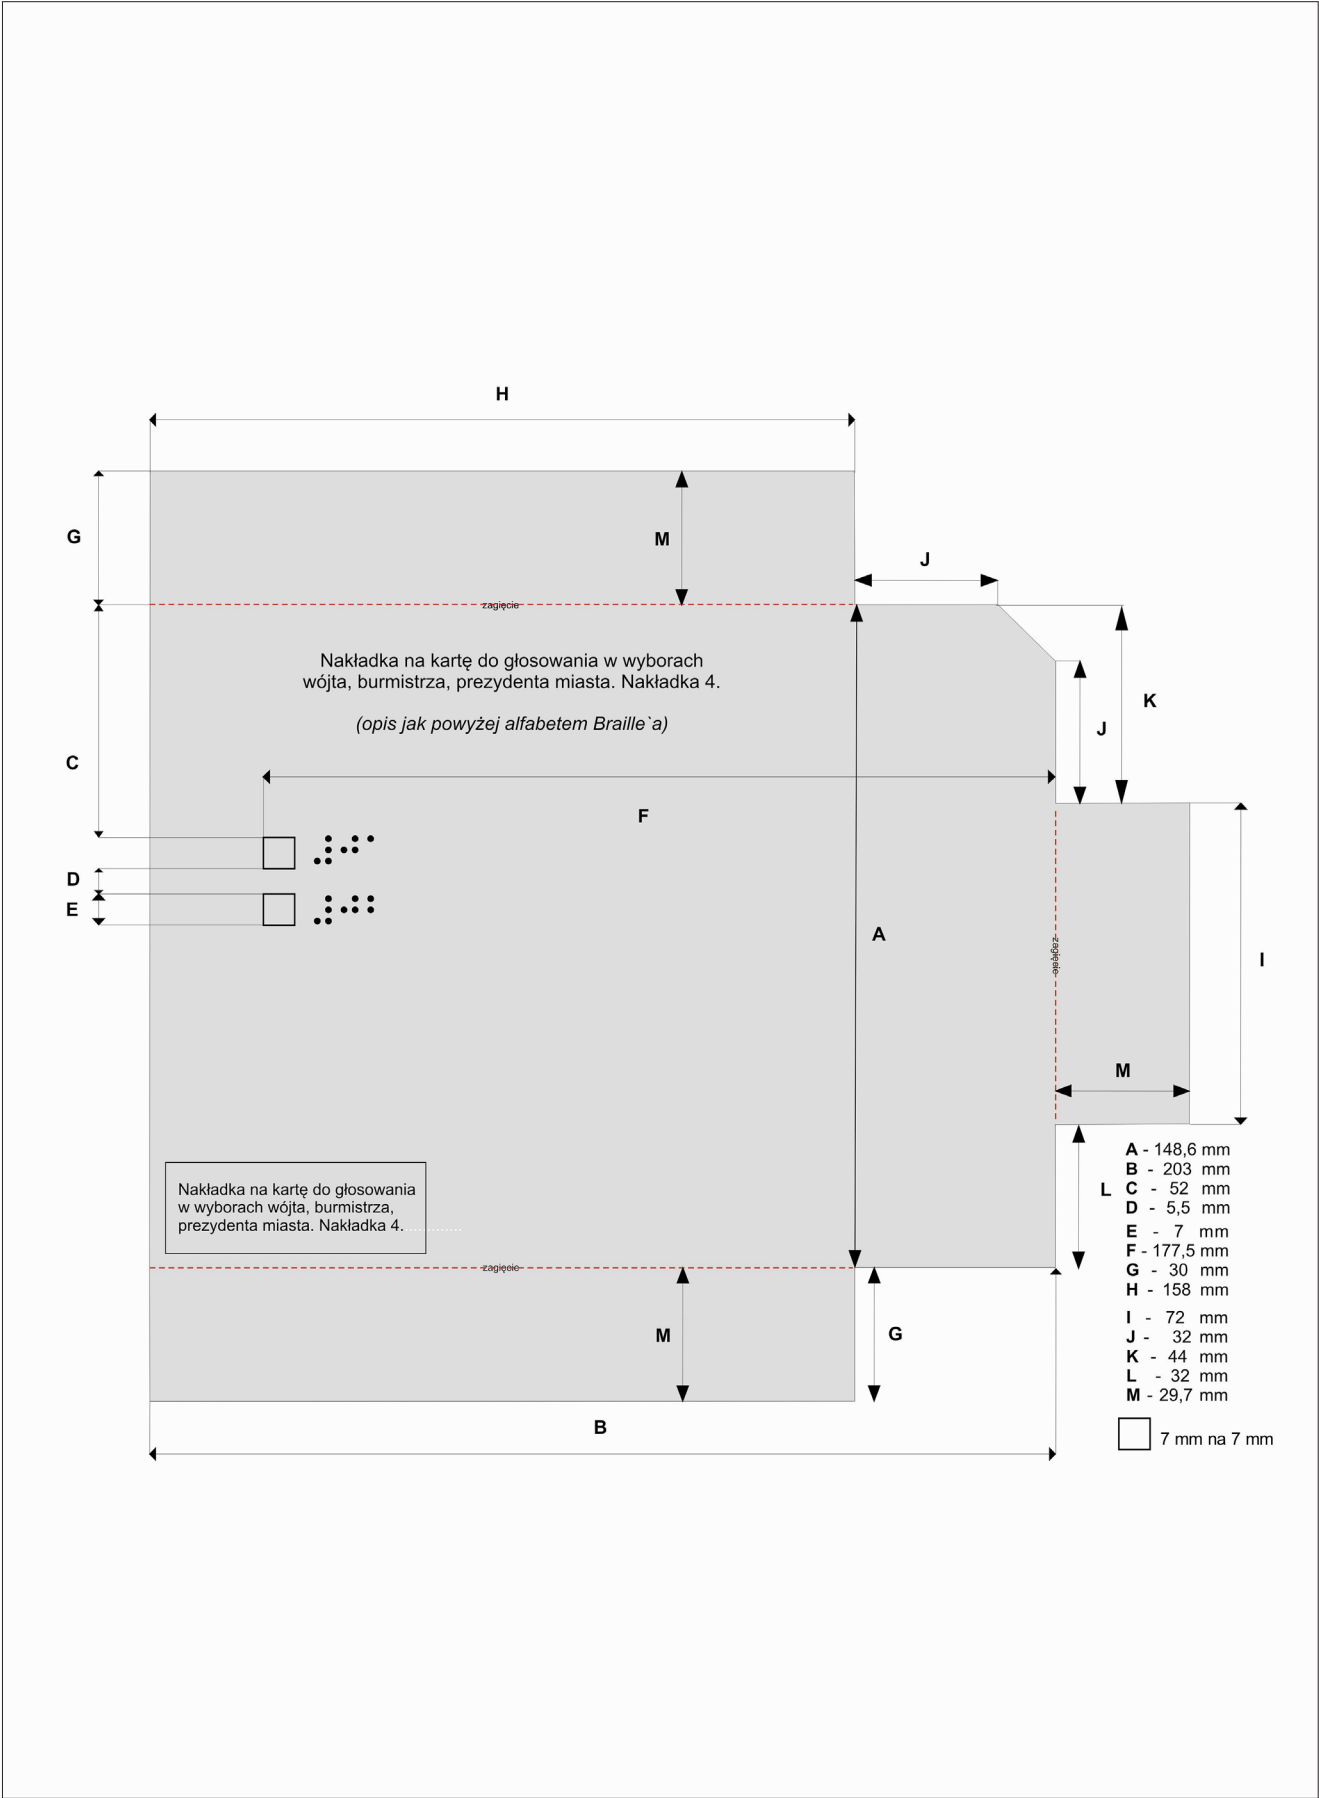 H
G
M
J
zagięcie
Nakładka na kartę do głosowania w wyborach
wójta, burmistrza, prezydenta miasta. Nakładka 4.
K
(opis jak powyżej alfabetem Braille`a)
J
C
F
⠼⠚⠁
D
⠼⠚⠃
E
A
zagięcie
I
M
A - 148,6 mm
B - 203 mm
L
C - 52 mm
D - 5,5 mm
E - 7 mm
F - 177,5 mm
G - 30 mm
H - 158 mm
I - 72 mm
J - 32 mm
K - 44 mm
L - 32 mm
M - 29,7 mm
7 mm na 7 mm
Nakładka na kartę do głosowania
w wyborach wójta, burmistrza,
prezydenta miasta. Nakładka 4.
zagięcie
M
G
B